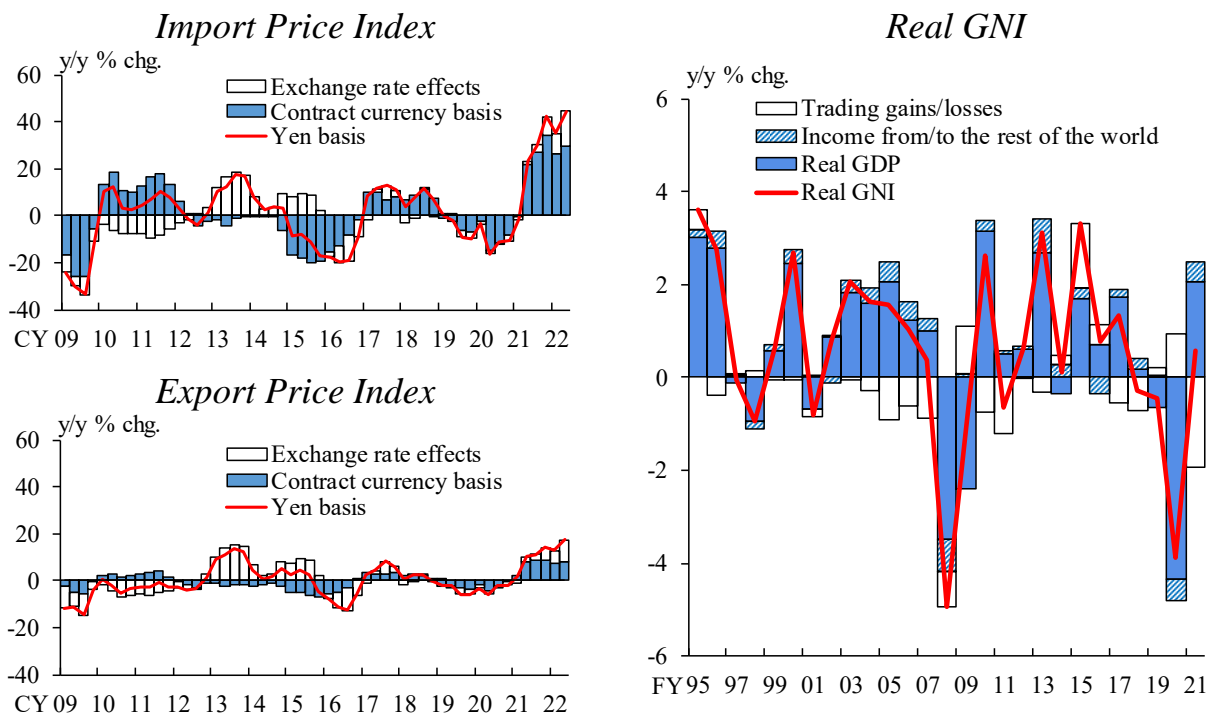 Import Price Index
y/y % chg.
60
40
20
0
-20
-40
Exchange rate effects
Contract currency basis
Yen basis
CY 09 10 11 12 13 14 15 16 17 18 19 20 21 22
Export Price Index
y/y % chg.
60
40
20
0
-20
-40
Exchange rate effects
Contract currency basis
Yen basis
CY 09 10 11 12 13 14 15 16 17 18 19 20 21 22
Real GNI
y/y % chg.
6
4
2
0
-2
-4
-6
Trading gains/losses
Income from/to the rest of the world
Real GDP
Real GNI
FY 95 97 99 01 03 05 07 09 11 13 15 17 19 21